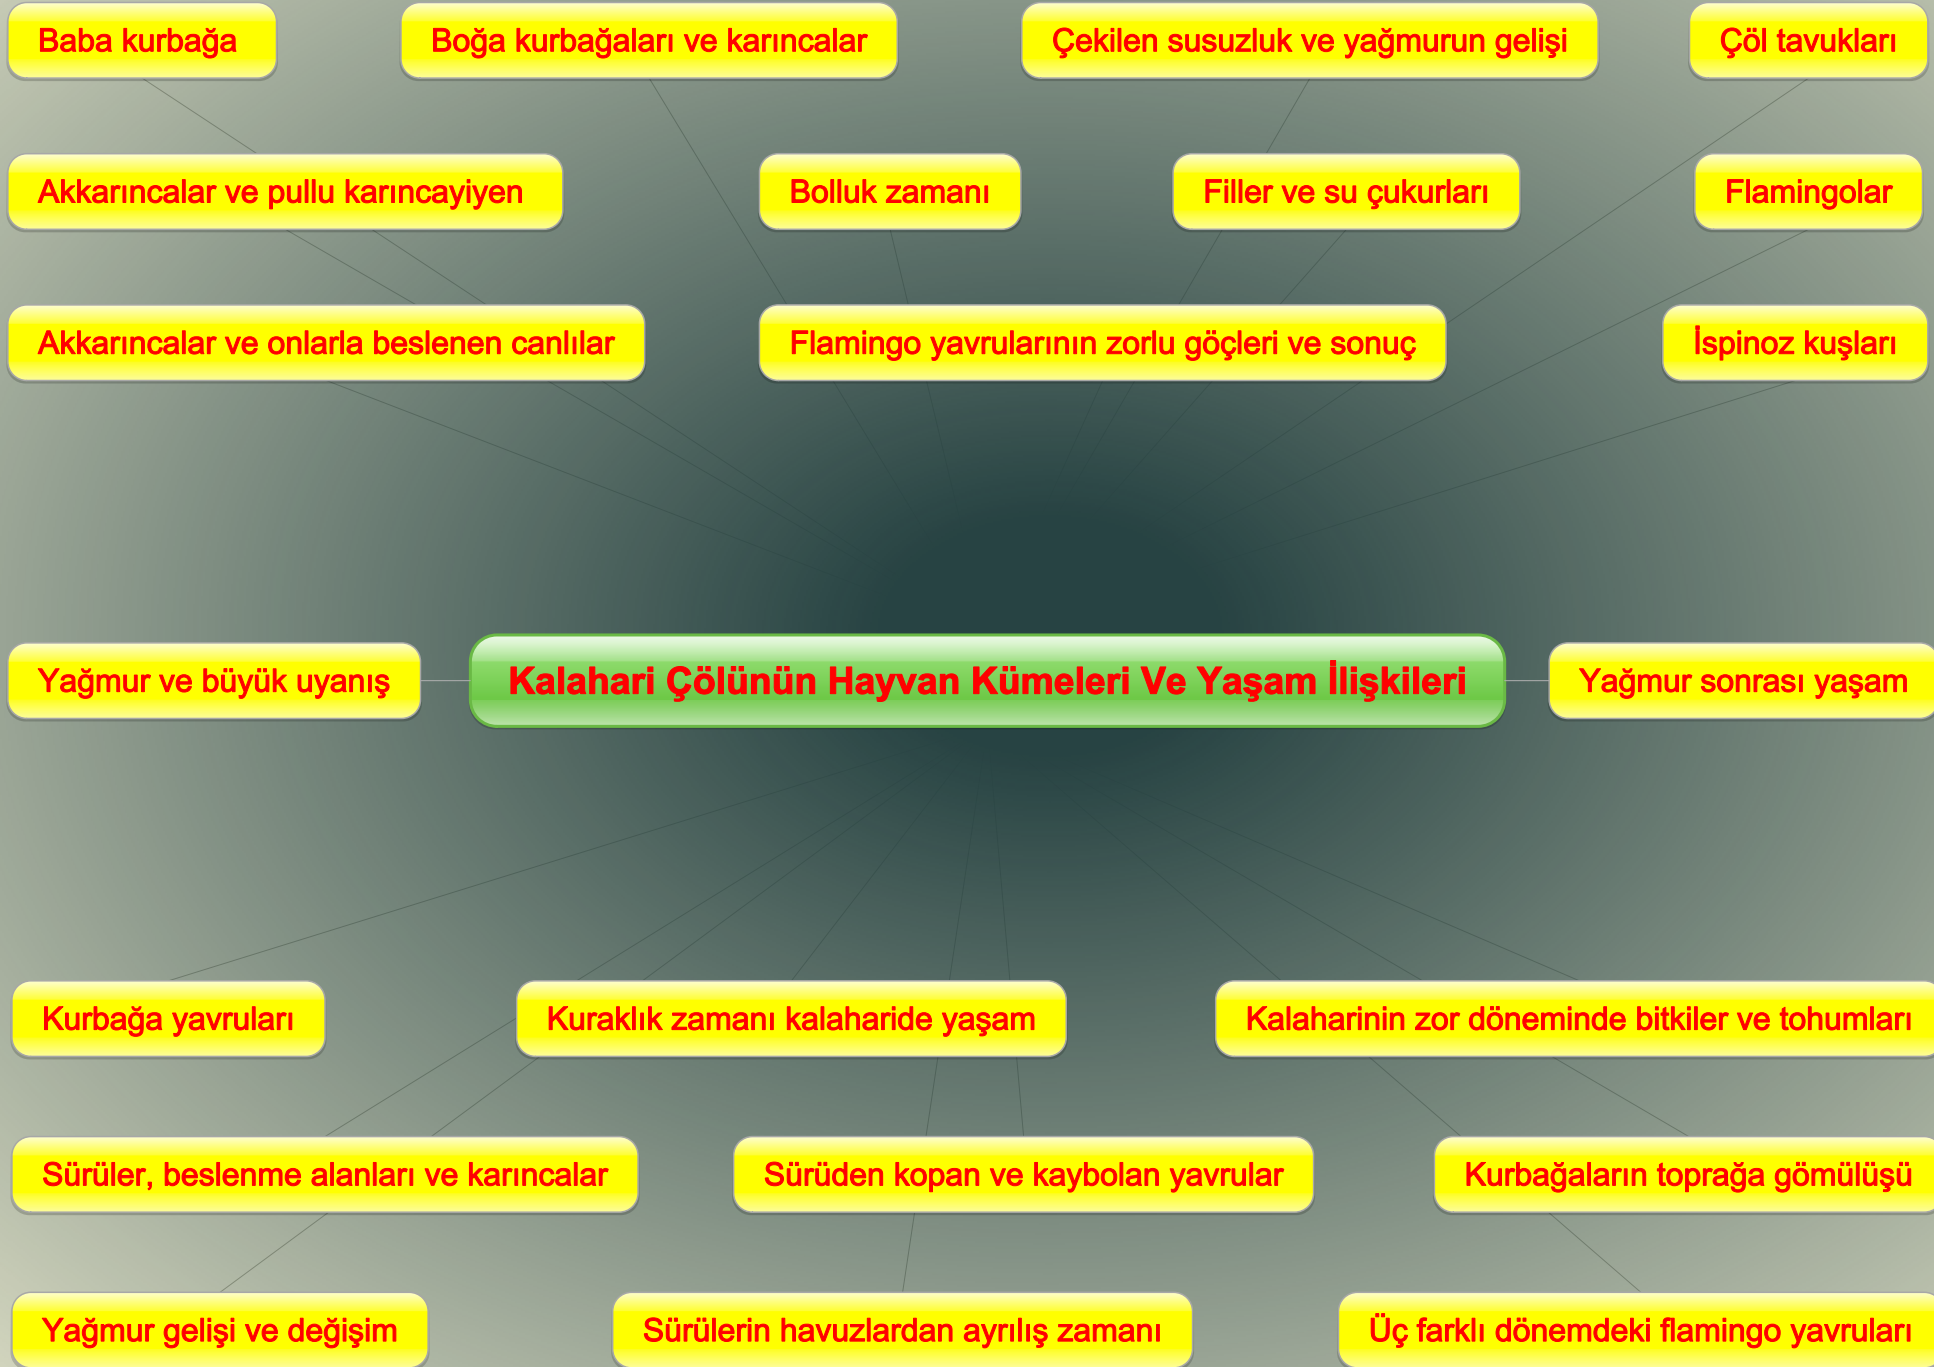 Baba kurbağa
Boğa kurbağaları ve karıncalar
Çekilen susuzluk ve yağmurun gelişi
Çöl tavukları
Akkarıncalar ve pullu karıncayiyen
Bolluk zamanı
Filler ve su çukurları
Flamingolar
Akkarıncalar ve onlarla beslenen canlılar
Flamingo yavrularının zorlu göçleri ve sonuç
İspinoz kuşları
Yağmur ve büyük uyanış
Kalahari Çölünün Hayvan Kümeleri Ve Yaşam İlişkileri
Yağmur sonrası yaşam
Kurbağa yavruları
Kuraklık zamanı kalaharide yaşam
Kalaharinin zor döneminde bitkiler ve tohumları
Sürüler, beslenme alanları ve karıncalar
Sürüden kopan ve kaybolan yavrular
Kurbağaların toprağa gömülüşü
Yağmur gelişi ve değişim
Sürülerin havuzlardan ayrılış zamanı
Üç farklı dönemdeki flamingo yavruları